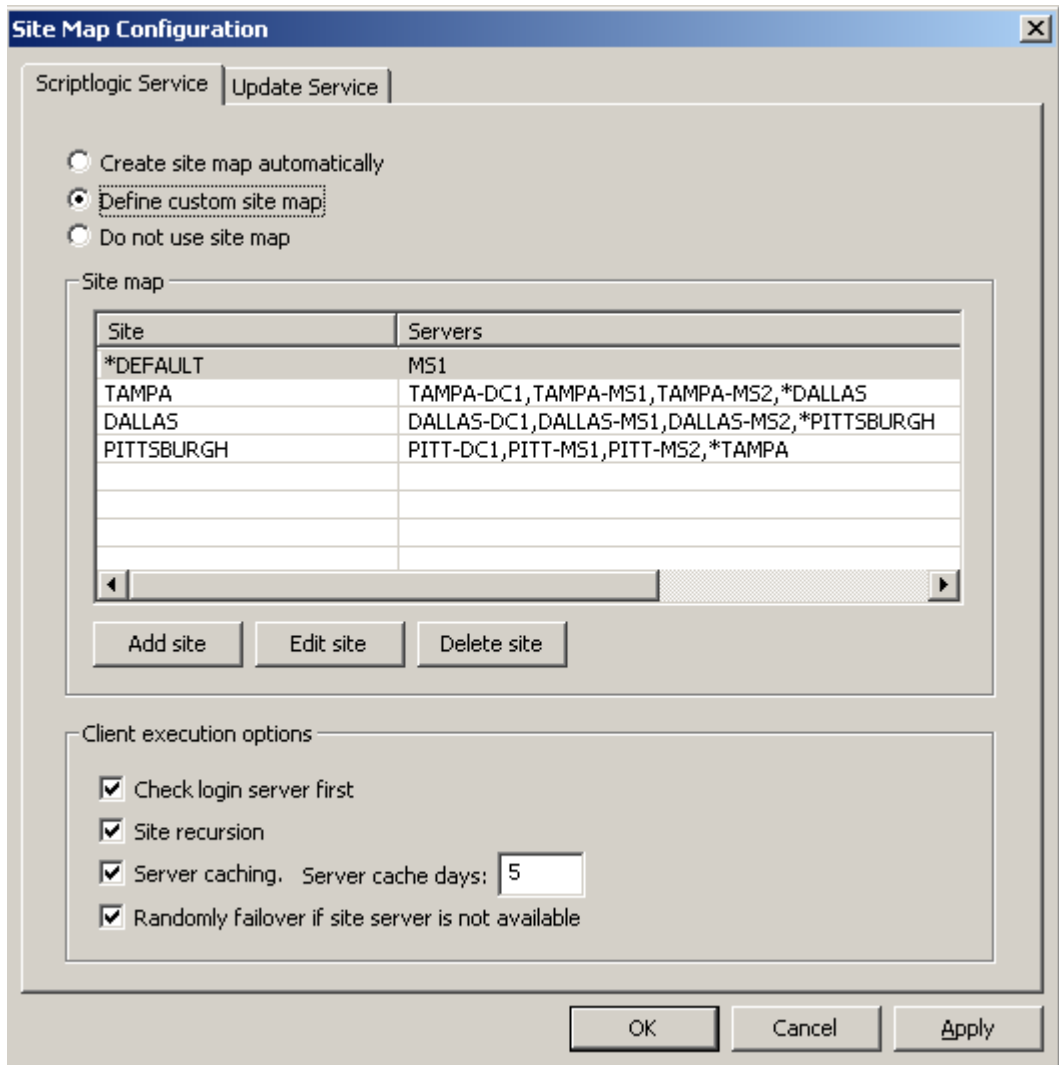 Site Map Configuration
Scriptlogic Service Update Service
Create site map automatically
Define custom site map
Do not use site map
Site map
Site Servers
*DEFAULT MS1
TAMPA TAMPA-DC1,TAMPA-MS1,TAMPA-MS2,*DALLAS
DALLAS DALLAS-DC1,DALLAS-MS1,DALLAS-MS2,*PITTSBURGH
PITTSBURGH PITT-DC1,PITT-MS1,PITT-MS2,*TAMPA
Add site Edit site Delete site
Client execution options
Check login server first
Site recursion
Server caching. Server cache days: 5
Randomly failover if site server is not available
OK Cancel Apply